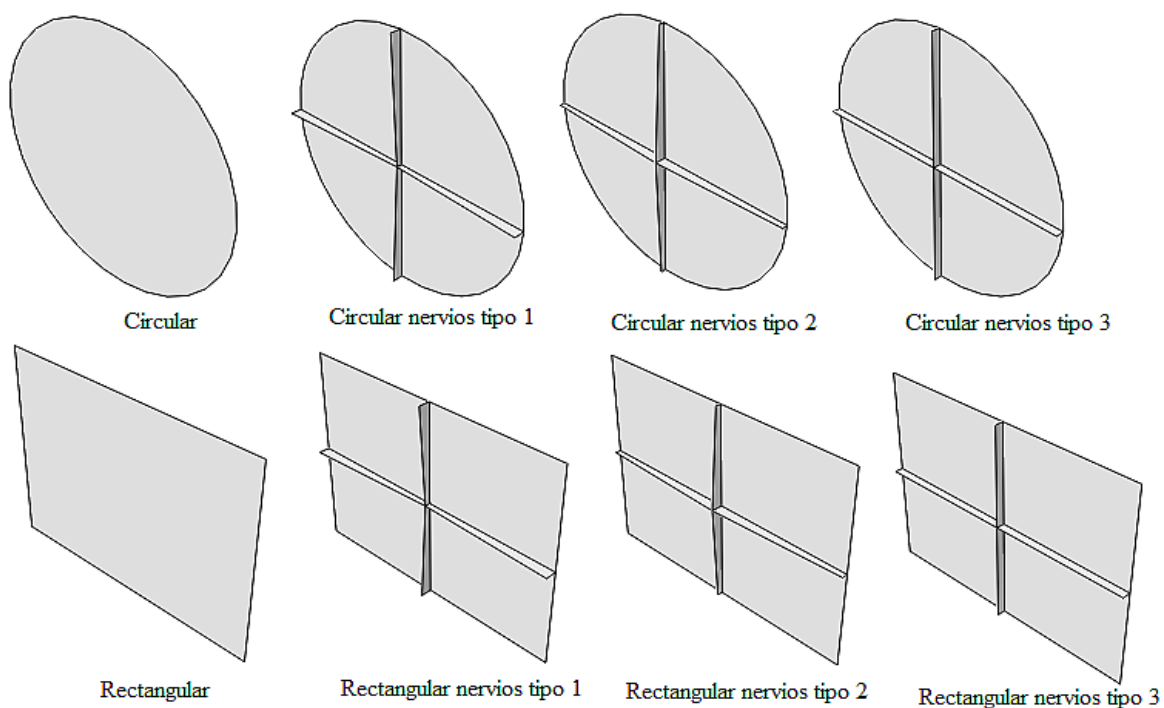 Circular
Circular nervios tipo 1
Circular nervios tipo 2
Circular nervios tipo 3
Rectangular
Rectangular nervios tipo 1
Rectangular nervios tipo 2
Rectangular nervios tipo 3